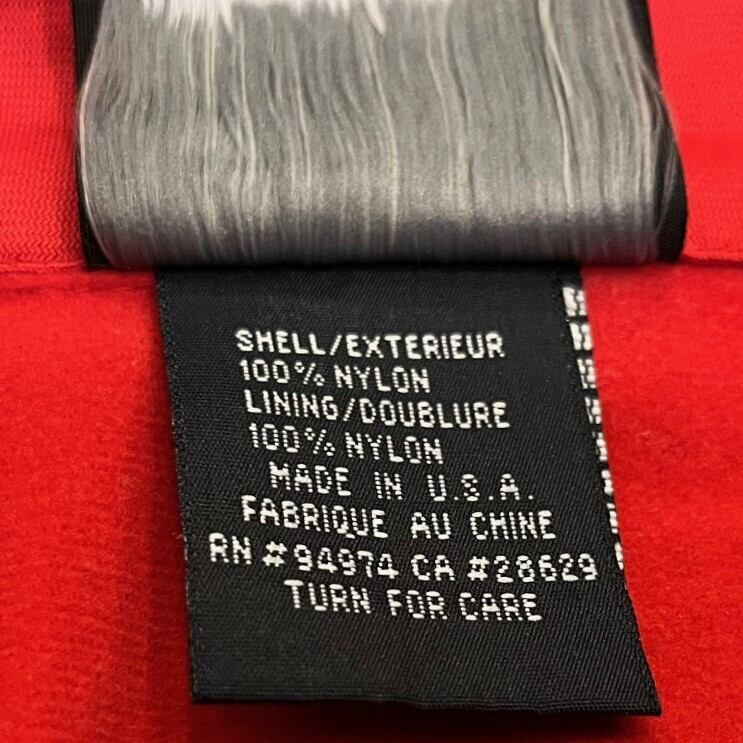 SHELL/EXTERIEUR
100% NYLON
LINING/DOUBLURE
100% NYLON
MADE IN U.S.A.
FABRIQUE AU CHINE
RN #94974 CA #28629
TURN FOR CARE